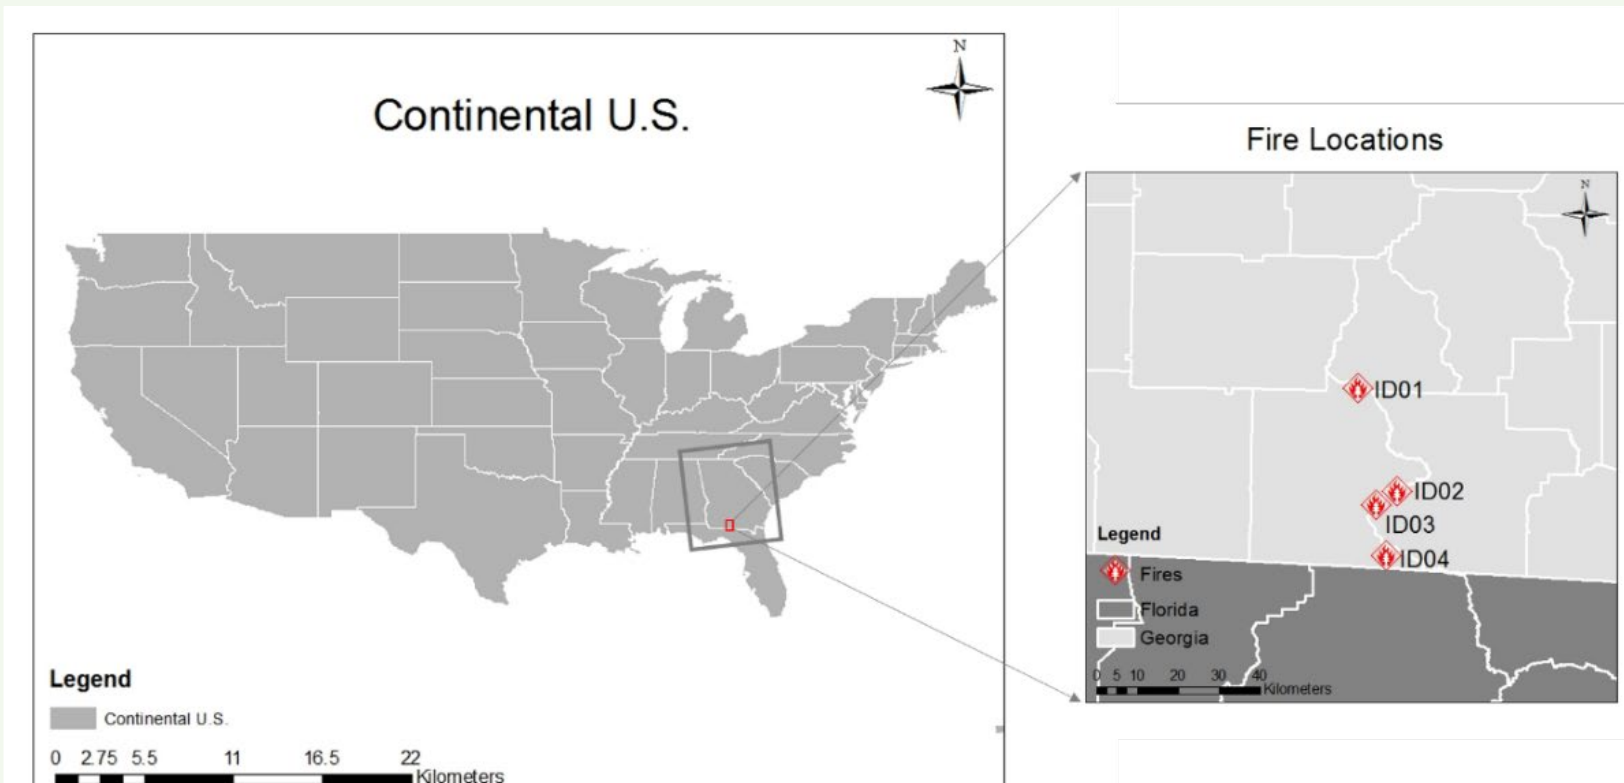 N
Continental U.S.
Legend
Continental U.S.
0 2.75 5.5 11 16.5 22
Kilometers
Fire Locations
N
ID01
ID02
ID03
ID04
Legend
Fires
Florida
Georgia
0 5 10 20 30 40
Kilometers